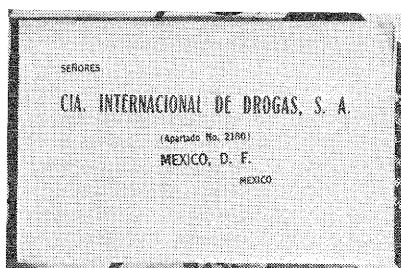 SEÑORES
CIA. INTERNACIONAL DE DROGAS, S. A.
(Apartado No. 2160)
MEXICO, D. F.
MEXICO